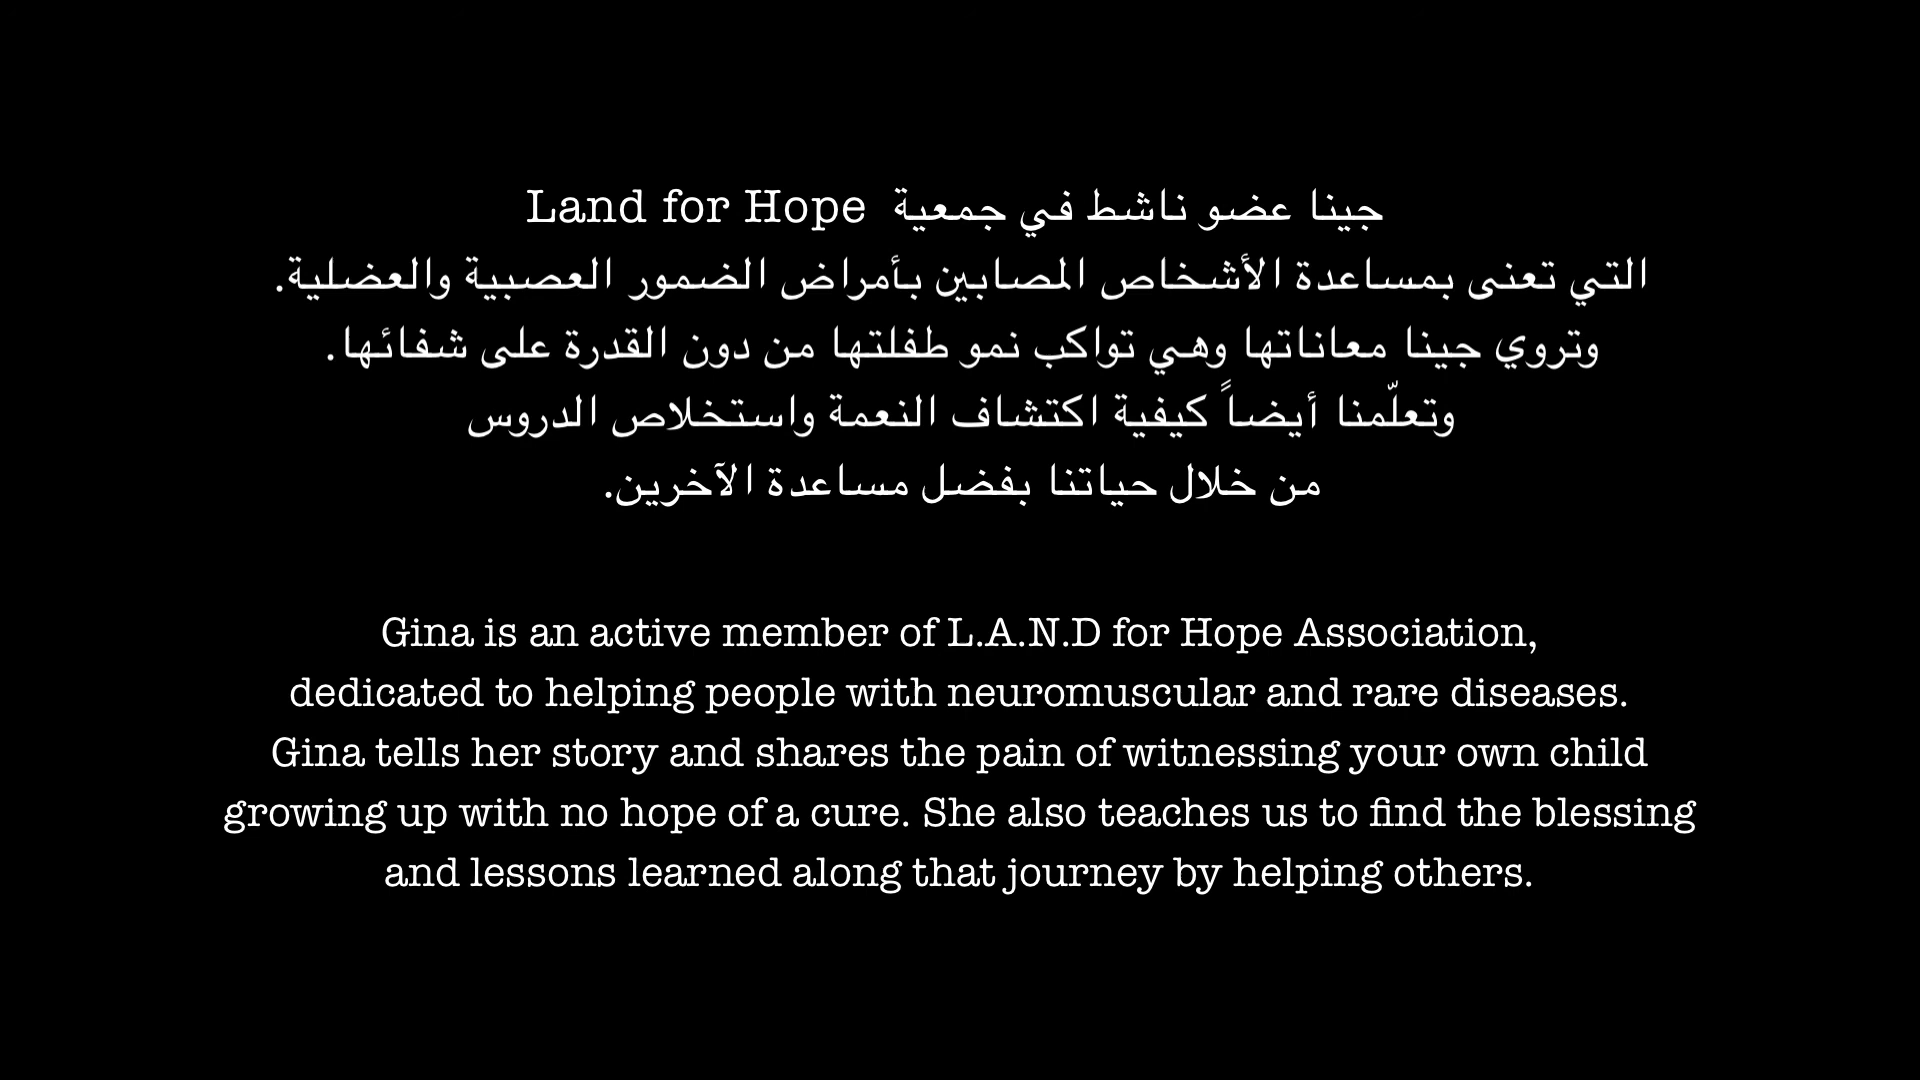 جينا عضو ناشط في جمعية Land for Hope
التي تعنى بمساعدة الأشخاص المصابين بأمراض الضمور العصبية والعضلية.
وتروي جينا معاناتها وهي تواكب نمو طفلتها من دون القدرة على شفائها.
وتعلّمنا أيضاً كيفية اكتشاف النعمة واستخلاص الدروس
من خلال حياتنا بفضل مساعدة الآخرين.
Gina is an active member of L.A.N.D for Hope Association,
dedicated to helping people with neuromuscular and rare diseases.
Gina tells her story and shares the pain of witnessing your own child
growing up with no hope of a cure. She also teaches us to find the blessing
and lessons learned along that journey by helping others.